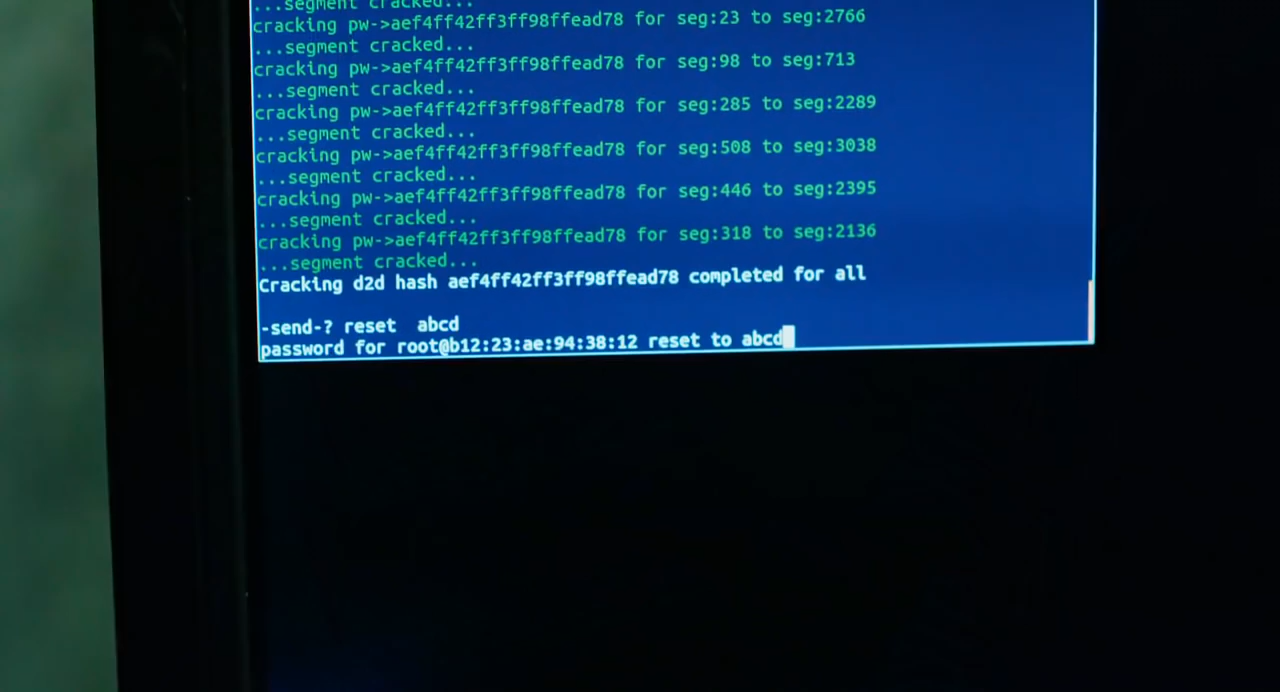 ...segment cracked...
cracking pw->aef4ff42ff3ff98ffead78 for seg:23 to seg:2766
...segment cracked...
cracking pw->aef4ff42ff3ff98ffead78 for seg:98 to seg:713
...segment cracked...
cracking pw->aef4ff42ff3ff98ffead78 for seg:285 to seg:2289
...segment cracked...
cracking pw->aef4ff42ff3ff98ffead78 for seg:508 to seg:3038
...segment cracked...
cracking pw->aef4ff42ff3ff98ffead78 for seg:446 to seg:2395
...segment cracked...
cracking pw->aef4ff42ff3ff98ffead78 for seg:318 to seg:2136
...segment cracked...
Cracking d2d hash aef4ff42ff3ff98ffead78 completed for all
-send-? reset  abcd
password for root@b12:23:ae:94:38:12 reset to abcd